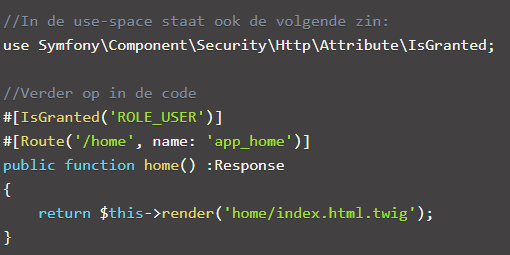 //In de use-space staat ook de volgende zin:
use Symfony\Component\Security\Http\Attribute\IsGranted;
//Verder op in de code
#[IsGranted('ROLE_USER')]
#[Route('/home', name: 'app_home')]
public function home() :Response
{
    return $this->render('home/index.html.twig');
}